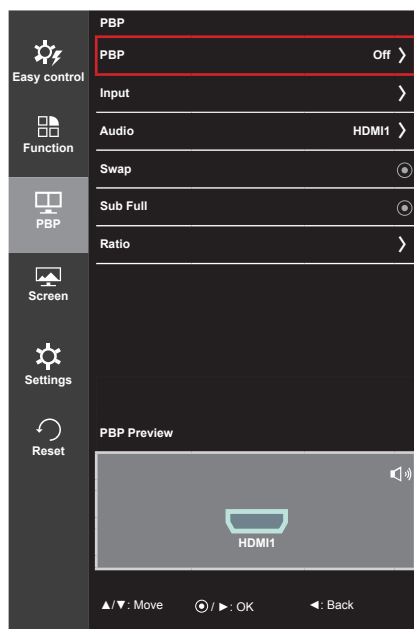 PBP
PBP Off
Easy control
Input
Audio HDMI1
Function
Swap
Sub Full
PBP
Ratio
Screen
Settings
Reset
PBP Preview
HDMI1
▲/▼: Move ◉ / ►: OK ◄: Back